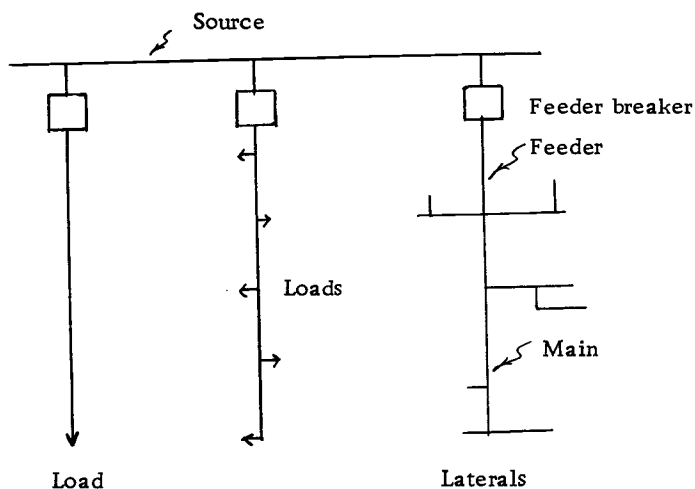 Source
Feeder breaker
Feeder
Loads
Main
Load
Laterals